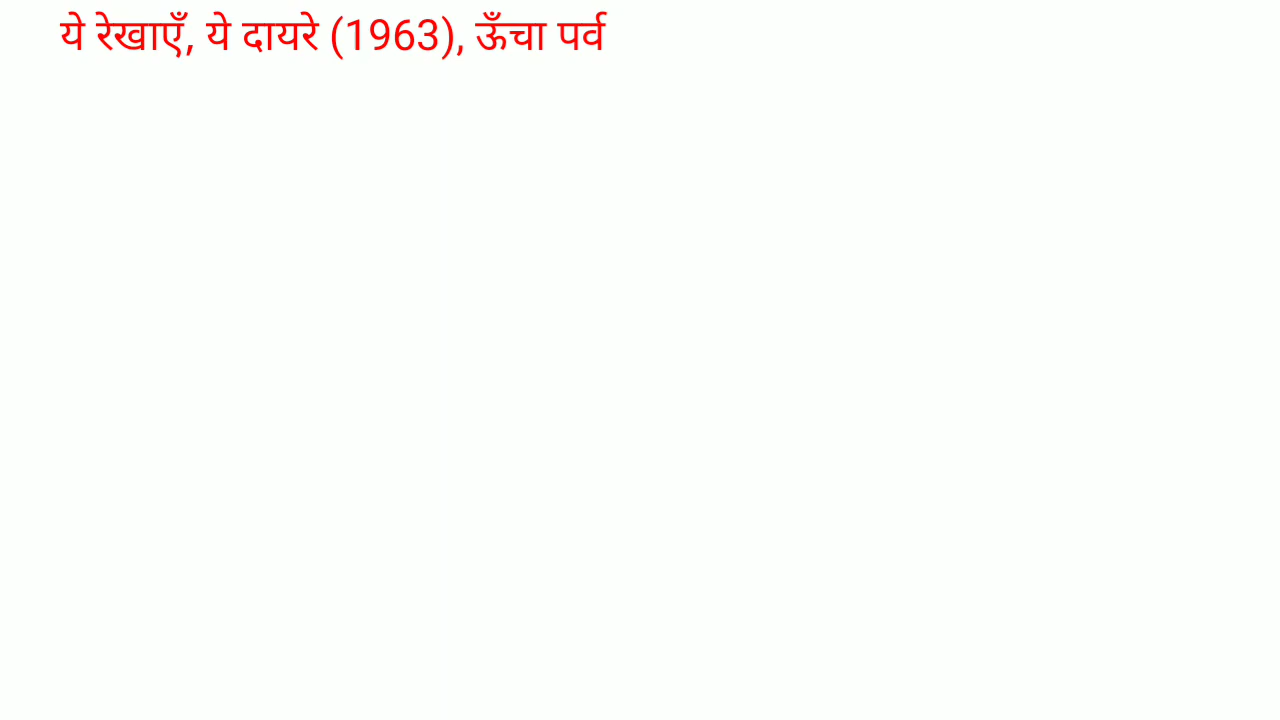 ये रेखाएँ, ये दायरे (1963), ऊँचा पर्व